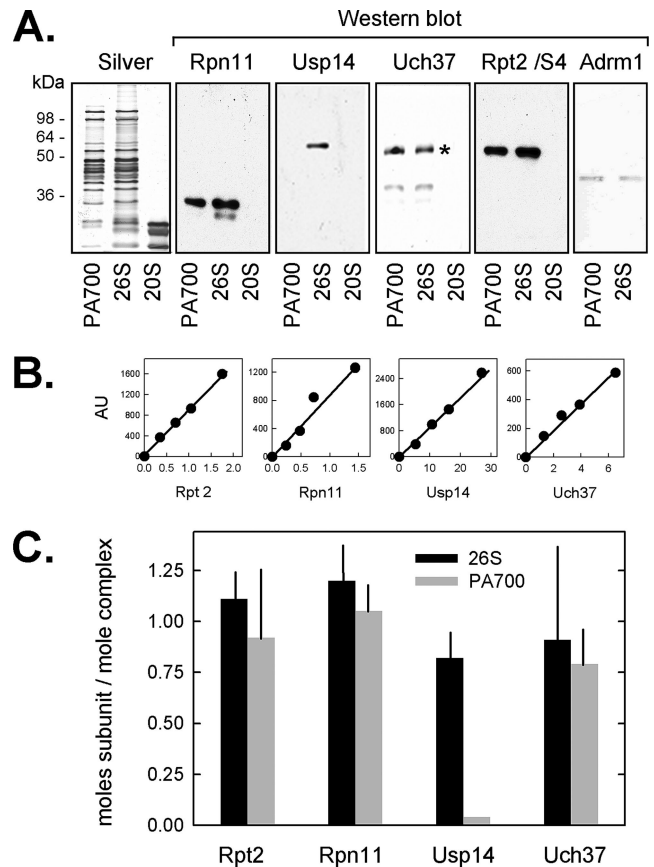 A.
Western blot
Silver Rpn11 Usp14 Uch37 Rpt2 /S4 Adrm1
kDa
98 -
64 -
50 -
36 -
*
PA700 26S 20S PA700 26S 20S PA700 26S 20S PA700 26S 20S PA700 26S 20S PA700 26S
B.
AU
1600
1200
800
400
0
0.0 0.5 1.0 1.5 2.0
Rpt 2
1200
800
400
0
0.0 0.5 1.0 1.5
Rpn11
2400
1600
800
0
0 10 20 30
Usp14
600
400
200
0
0 2 4 6
Uch37
C.
moles subunit / mole complex
1.25
1.00
0.75
0.50
0.25
0.00
26S
PA700
Rpt2 Rpn11 Usp14 Uch37